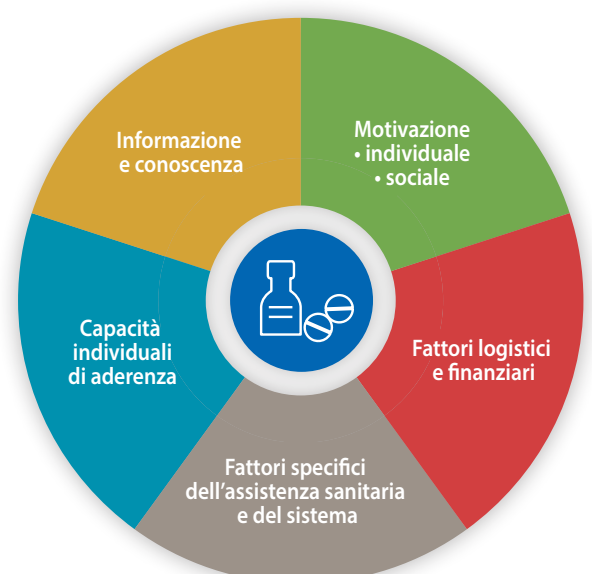 Informazione
e conoscenza
Motivazione
• individuale
• sociale
Fattori logistici
e finanziari
Fattori specifici
dell’assistenza sanitaria
e del sistema
Capacità
individuali
di aderenza